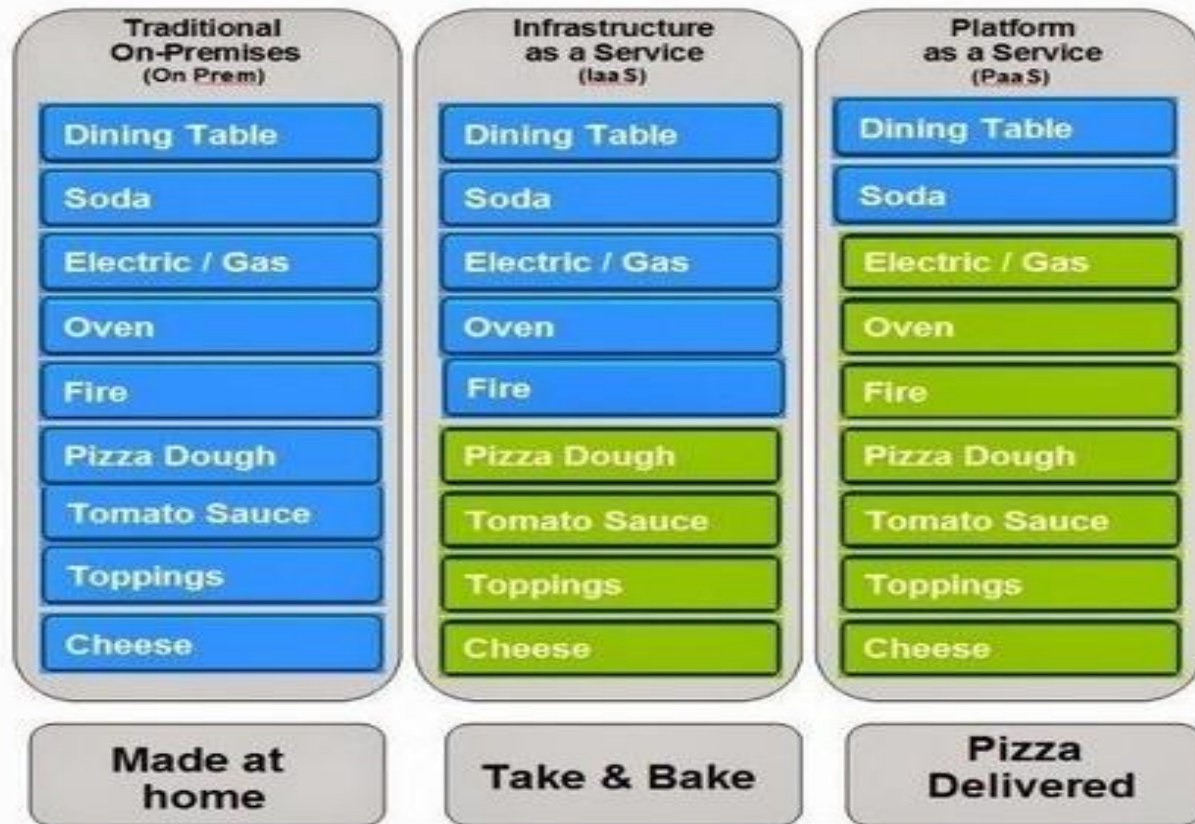 Traditional
On-Premises
(On Prem)
Dining Table
Soda
Electric / Gas
Oven
Fire
Pizza Dough
Tomato Sauce
Toppings
Cheese
Made at
home
Infrastructure
as a Service
(IaaS)
Dining Table
Soda
Electric / Gas
Oven
Fire
Pizza Dough
Tomato Sauce
Toppings
Cheese
Take & Bake
Platform
as a Service
(PaaS)
Dining Table
Soda
Electric / Gas
Oven
Fire
Pizza Dough
Tomato Sauce
Toppings
Cheese
Pizza
Delivered